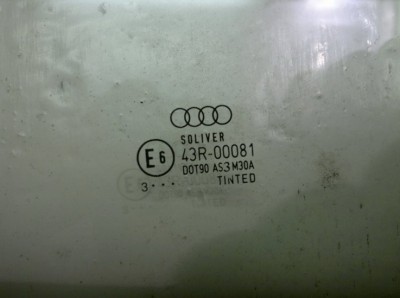 SOLIVER
E6 43R-00081
DOT90 AS3 M30A
3••• TINTED